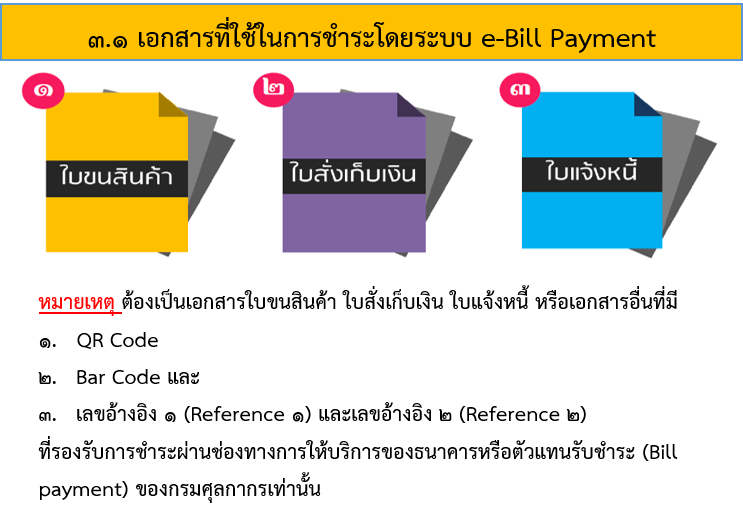 ๓.๑ เอกสารที่ใช้ในการชำระโดยระบบ e-Bill Payment
๑
๒
๓
ใบขนสินค้า
ใบสั่งเก็บเงิน
ใบแจ้งหนี้
หมายเหตุ ต้องเป็นเอกสารใบขนสินค้า ใบสั่งเก็บเงิน ใบแจ้งหนี้ หรือเอกสารอื่นที่มี
๑. QR Code
๒. Bar Code และ
๓. เลขอ้างอิง ๑ (Reference ๑) และเลขอ้างอิง ๒ (Reference ๒)
ที่รองรับการชำระผ่านช่องทางการให้บริการของธนาคารหรือตัวแทนรับชำระ (Bill
payment) ของกรมศุลกากรเท่านั้น